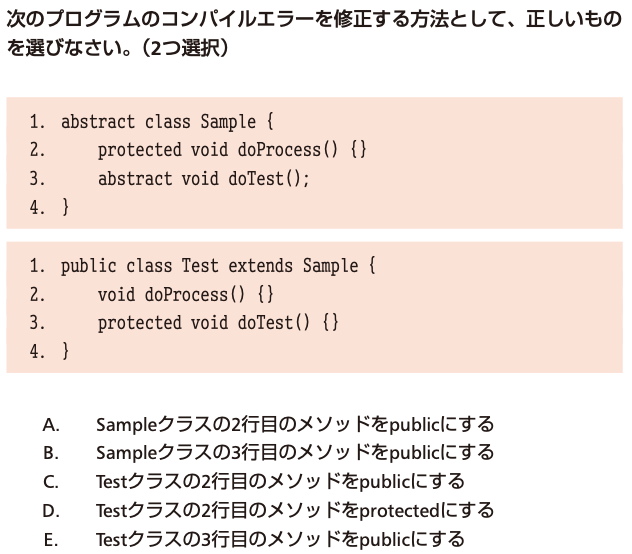 次のプログラムのコンパイルエラーを修正する方法として、正しいもの
を選びなさい。（2つ選択）
1. abstract class Sample {
2.     protected void doProcess() {}
3.     abstract void doTest();
4. }
1. public class Test extends Sample {
2.     void doProcess() {}
3.     protected void doTest() {}
4. }
A. Sampleクラスの2行目のメソッドをpublicにする
B. Sampleクラスの3行目のメソッドをpublicにする
C. Testクラスの2行目のメソッドをpublicにする
D. Testクラスの2行目のメソッドをprotectedにする
E. Testクラスの3行目のメソッドをpublicにする